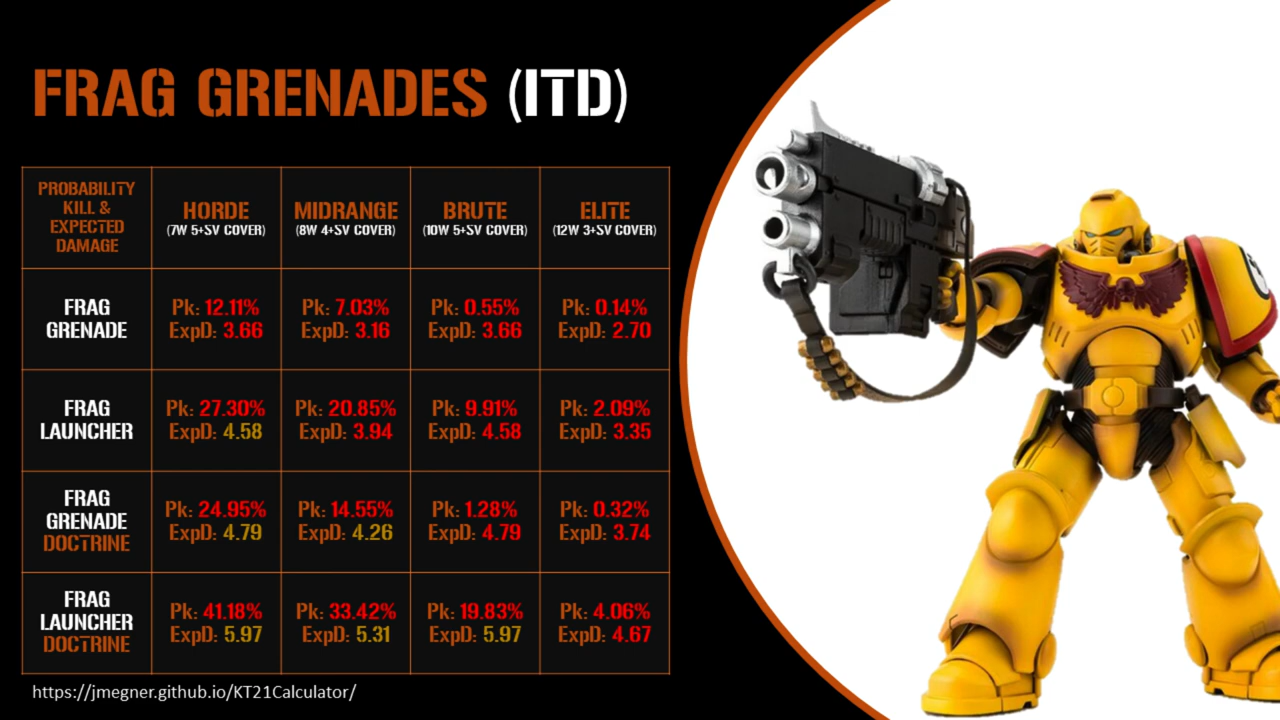 FRAG GRENADES (ITD)
PROBABILITY
KILL &
EXPECTED
DAMAGE
HORDE
(7W 5+SV COVER)
MIDRANGE
(8W 4+SV COVER)
BRUTE
(10W 5+SV COVER)
ELITE
(12W 3+SV COVER)
FRAG
GRENADE
Pk: 12.11%
ExpD: 3.66
Pk: 7.03%
ExpD: 3.16
Pk: 0.55%
ExpD: 3.66
Pk: 0.14%
ExpD: 2.70
FRAG
LAUNCHER
Pk: 27.30%
ExpD: 4.58
Pk: 20.85%
ExpD: 3.94
Pk: 9.91%
ExpD: 4.58
Pk: 2.09%
ExpD: 3.35
FRAG
GRENADE
DOCTRINE
Pk: 24.95%
ExpD: 4.79
Pk: 14.55%
ExpD: 4.26
Pk: 1.28%
ExpD: 4.79
Pk: 0.32%
ExpD: 3.74
FRAG
LAUNCHER
DOCTRINE
Pk: 41.18%
ExpD: 5.97
Pk: 33.42%
ExpD: 5.31
Pk: 19.83%
ExpD: 5.97
Pk: 4.06%
ExpD: 4.67
https://jmegner.github.io/KT21Calculator/